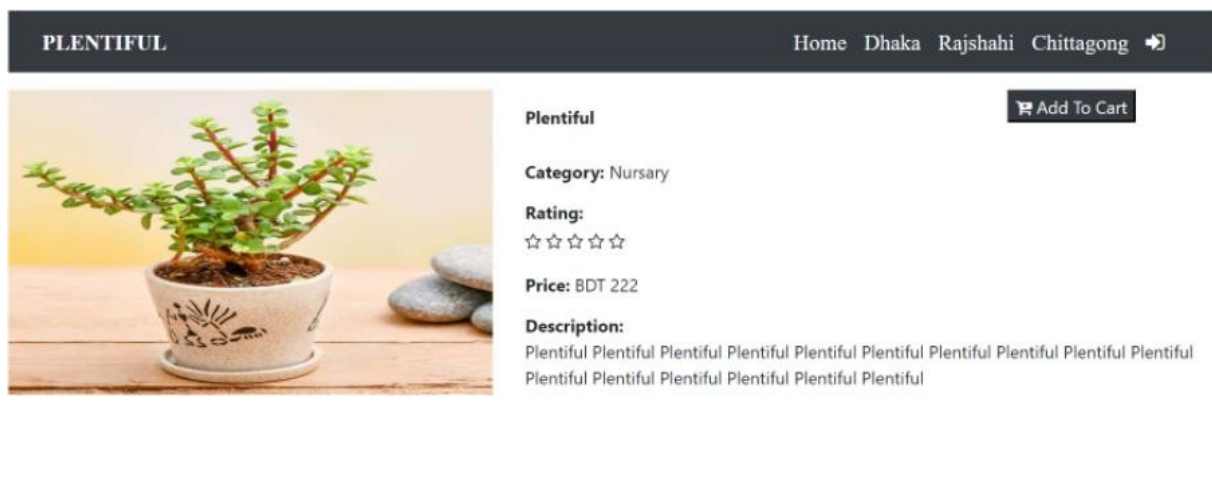 PLENTIFUL
Home Dhaka Rajshahi Chittagong
Plentiful
Add To Cart
Category: Nursary
Rating:
Price: BDT 222
Description:
Plentiful Plentiful Plentiful Plentiful Plentiful Plentiful Plentiful Plentiful Plentiful Plentiful
Plentiful Plentiful Plentiful Plentiful Plentiful Plentiful